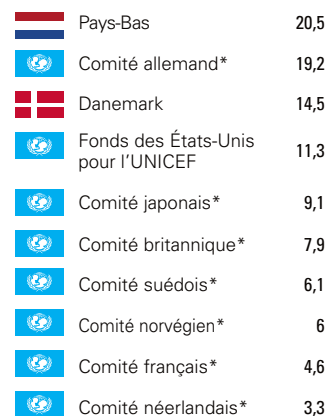 Pays-Bas 20,5
Comité allemand* 19,2
Danemark 14,5
Fonds des États-Unis
pour l'UNICEF 11,3
Comité japonais* 9,1
Comité britannique* 7,9
Comité suédois* 6,1
Comité norvégien* 6
Comité français* 4,6
Comité néerlandais* 3,3